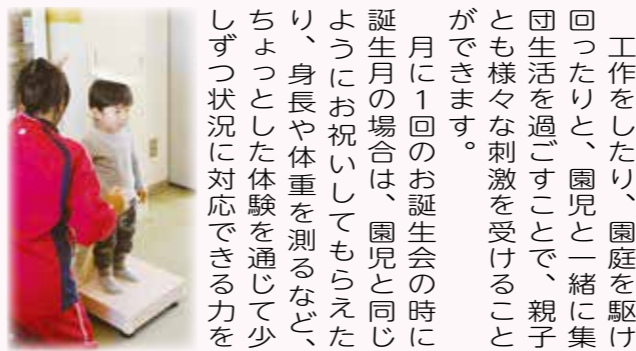 工作をしたり、園庭を駆け
回ったりと、園児と一緒に集
団生活を過ごすことで、親子
とも様々な刺激を受けること
ができます。
　月に1回のお誕生会の時に
誕生月の場合は、園児と同じ
ようにお祝いしてもらえた
り、身長や体重を測るなど、
ちょっとした体験を通じて少
しずつ状況に対応できる力を